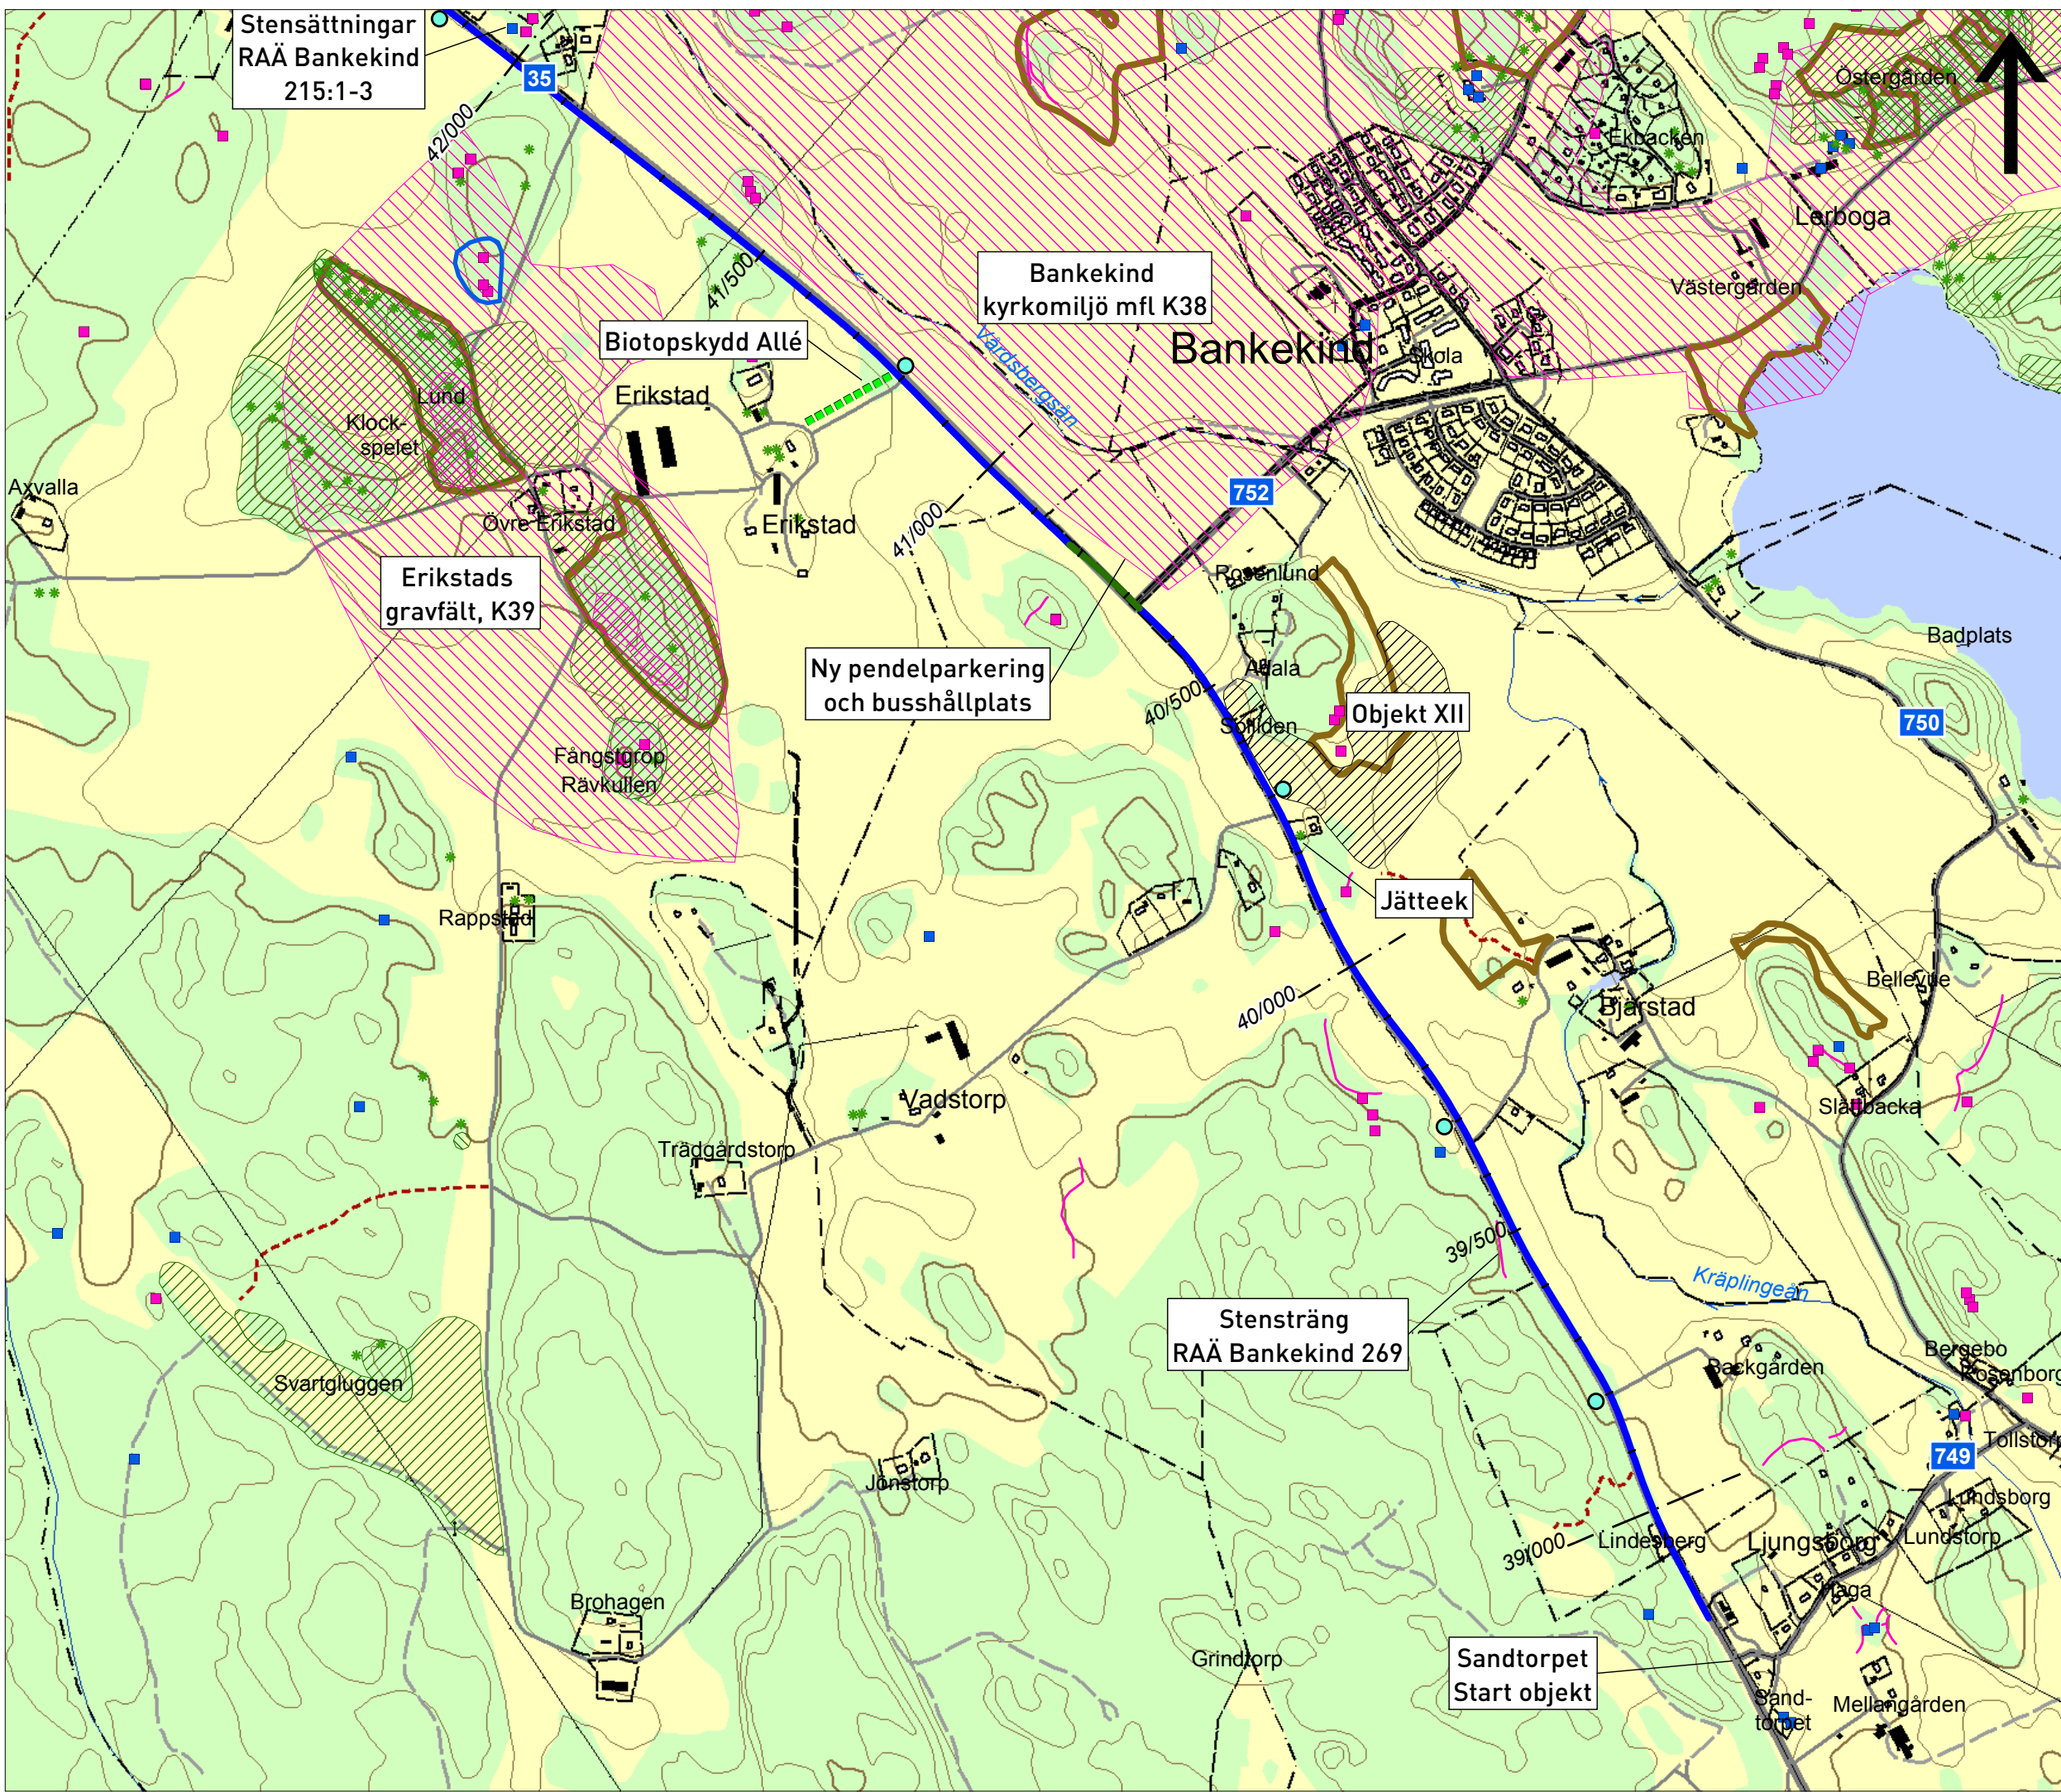 Stensättningar
RAÄ Bankekind
215:1-3
35
Östergården
Ekbacken
42/000
Lerboga
Bankekind
kyrkomiljö mfl K38
41/500
Västergården
Biotopskydd Allé
Vårdsbergsån
Bankekind
Skola
Erikstad
Lund
Klock-
spelet
Axvalla
752
Övre Erikstad
Erikstad
41/000
Erikstads
gravfält, K39
Rosenlund
Badplats
Ny pendelparkering
och busshållplats
Adala
40/500
Solliden
Objekt XII
750
Fångstgrop
Rävkullen
Jätteek
Rappstad
Bellevue
40/000
Bjärstad
Vadstorp
Slättbacka
Trädgårdstorp
39/500
Kräplingeån
Stensträng
RAÄ Bankekind 269
Bergebo
Backgården
Rosenborg
Svartgluggen
Tollstorp
749
Jönstorp
Lundsborg
39/000
Lindesberg
Ljungsborg
Lundstorp
Haga
Brohagen
Grindtorp
Sandtorpet
Start objekt
Sand-
torpet
Mellangården